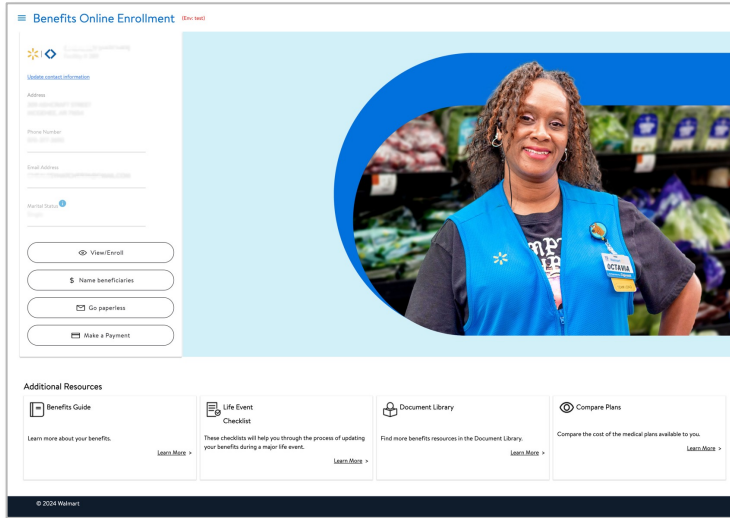 Benefits Online Enrollment (Env: test)
Update contact information
Address
Phone Number
Email Address
Marital Status
View/Enroll
$ Name beneficiaries
Go paperless
Make a Payment
OCTAVIA
Additional Resources
Benefits Guide
Learn more about your benefits.
Learn More >
Life Event
Checklist
These checklists will help you through the process of updating
your benefits during a major life event.
Learn More >
Document Library
Find more benefits resources in the Document Library.
Learn More >
Compare Plans
Compare the cost of the medical plans available to you.
Learn More >
© 2024 Walmart